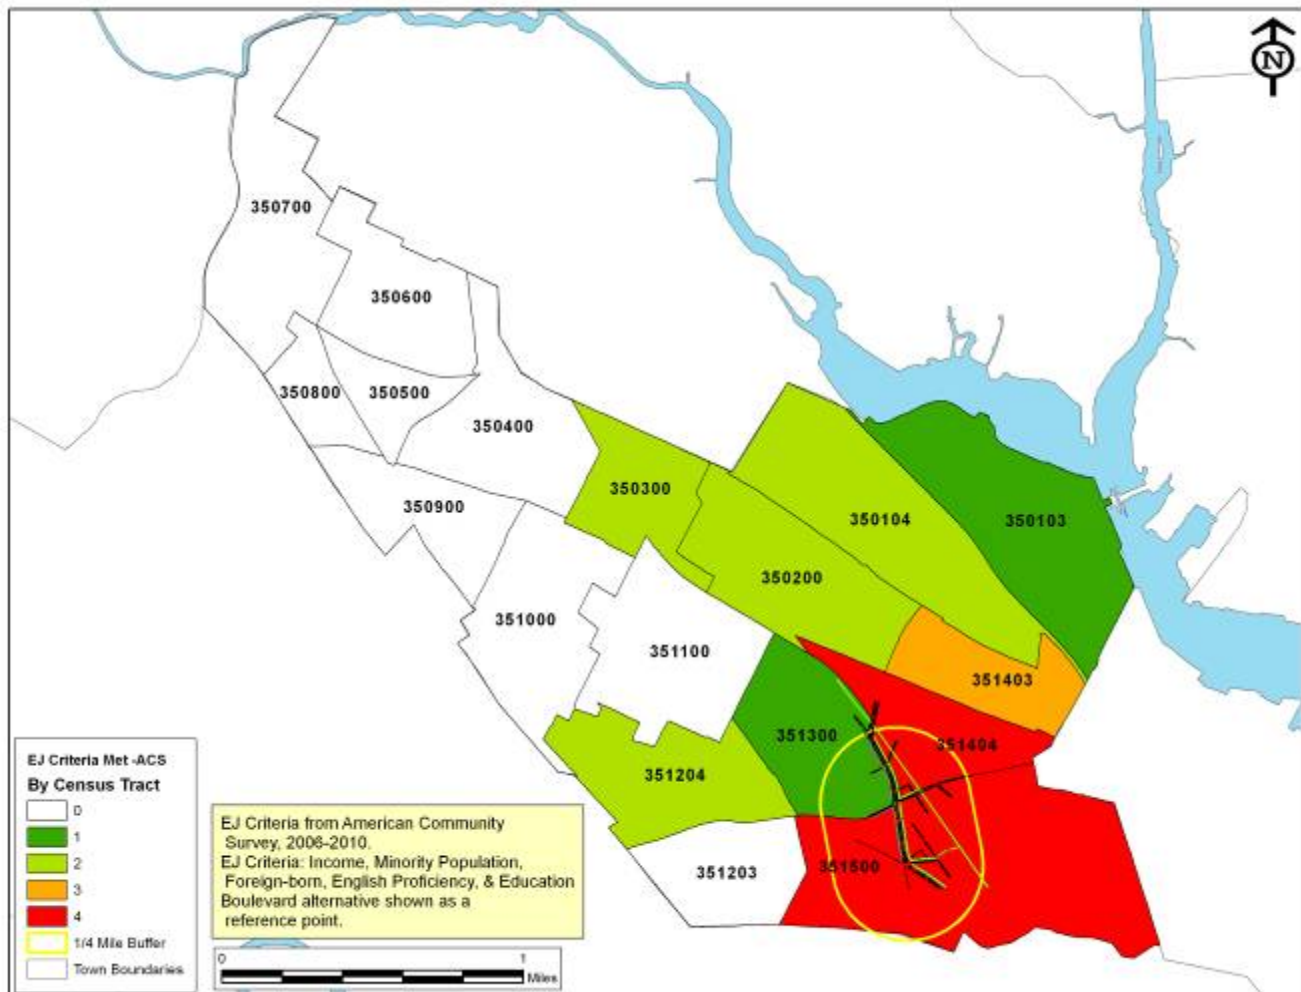 N
350700
350600
350800
350500
350400
350900
350300
350104
350103
350200
351000
351100
351403
351300
351404
351204
351203
351500
EJ Criteria Met -ACS
By Census Tract
0
1
2
3
4
1/4 Mile Buffer
Town Boundaries
EJ Criteria from American Community
Survey, 2006-2010.
EJ Criteria: Income, Minority Population,
Foreign-born, English Proficiency, & Education
Boulevard alternative shown as a
reference point.
0
1
Miles